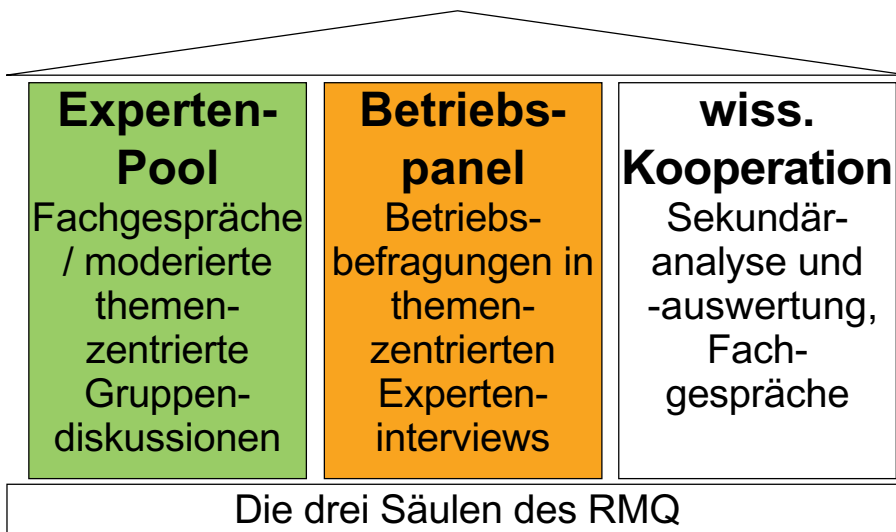 Experten-
Pool
Fachgespräche
/ moderierte
themen-
zentrierte
Gruppen-
diskussionen
Betriebs-
panel
Betriebs-
befragungen in
themen-
zentrierten
Experten-
interviews
wiss.
Kooperation
Sekundär-
analyse und
-auswertung,
Fach-
gespräche
Die drei Säulen des RMQ